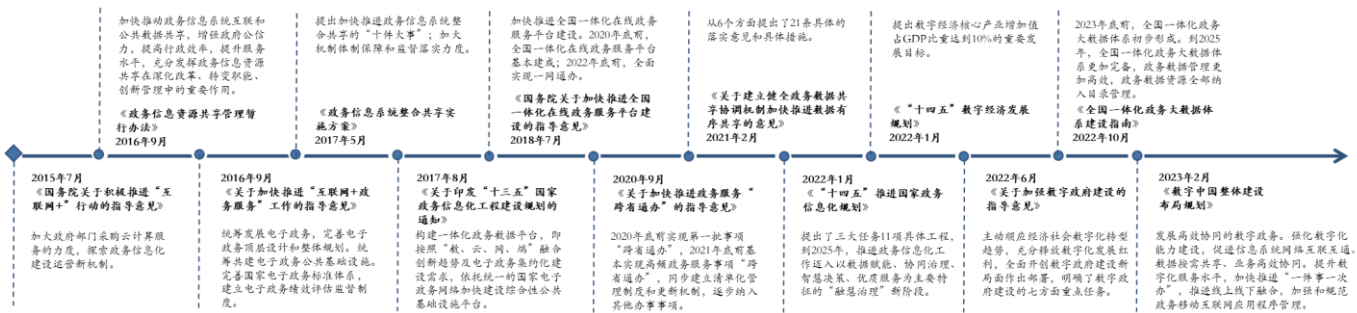 加快推动政务信息系统互联和
公共数据共享，增强政府公信
力，提高行政效率，提升服务
水平，充分发挥政务信息资源
共享在深化改革、转变职能、
创新管理中的重要作用。
《政务信息资源共享管理暂
行办法》
2016年9月
提出加快推进政务信息系统整
合共享的“十件大事”；加大
机制体制保障和监督落实力度。
《政务信息系统整合共享实
施方案》
2017年5月
加快推进全国一体化在线政务
服务平台建设。2020年底前，
全国一体化在线政务服务平台
基本建成；2022年底前，全面
实现一网通办。
《国务院关于加快推进全国
一体化在线政务服务平台建
设的指导意见》
2018年7月
从6个方面提出了21条具体的
落实意见和具体措施。
《关于建立健全政务数据共
享协调机制加快推进数据有
序共享的意见》
2021年2月
提出数字经济核心产业增加值
占GDP比重达到10%的重要发
展目标。
《“十四五”数字经济发展
规划》
2022年1月
2023年底前，全国一体化政务
大数据体系初步形成。到2025
年，全国一体化政务大数据体
系更加完备，政务数据管理更
加高效，政务数据资源全部纳
入目录管理。
《全国一体化政务大数据体
系建设指南》
2022年10月
2015年7月
《国务院关于积极推进“互
联网+”行动的指导意见》
加大政府部门采购云计算服
务的力度，探索政务信息化
建设运营新机制。
2016年9月
《关于加快推进“互联网+政
务服务”工作的指导意见》
统筹发展电子政务，完善电子
政务顶层设计和整体规划。统
筹共建电子政务公共基础设施。
完善国家电子政务标准体系，
建立电子政务绩效评估监督制
度。
2017年8月
《关于印发“十三五”国家
政务信息化工程建设规划的
通知》
构建一体化政务数据平台，即
按照“数、云、网、端”融合
创新趋势及电子政务集约化建
设需求，依托统一的国家电子
政务网络加快建设综合性公共
基础设施平台。
2020年9月
《关于加快推进政务服务“
跨省通办”的指导意见》
2020年底前实现第一批事项
“跨省通办”，2021年底前基
本实现高频政务服务事项“跨
省通办”，同步建立清单化管
理制度和更新机制，逐步纳入
其他办事事项。
2022年1月
《“十四五”推进国家政务
信息化规划》
提出了三大任务11项具体工程，
到2025年，推进政务信息化工
作迈入以数据赋能、协同治理、
智慧决策、优质服务为主要特
征的“融慧治理”新阶段。
2022年6月
《关于加强数字政府建设的
指导意见》
主动顺应经济社会数字化转型
趋势，充分释放数字化发展红
利，全面开创数字政府建设新
局面作出部署，明确了数字政
府建设的七方面重点任务。
2023年2月
《数字中国整体建设
布局规划》
发展高效协同的数字政务。强化数字化
能力建设，促进信息系统网络互联互通、
数据按需共享、业务高效协同。提升数
字化服务水平，加快推进“一件事一次
办”，推进线上线下融合，加强和规范
政务移动互联网应用程序管理。